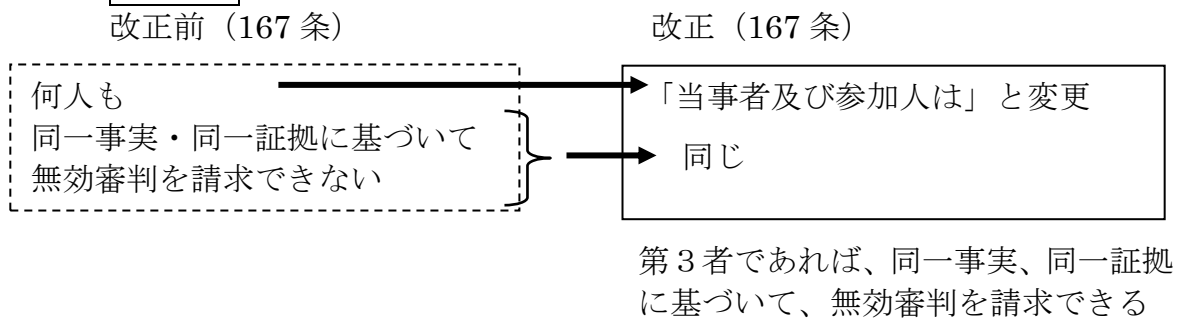 改正前（167 条）
改正（167 条）
何人も
同一事実・同一証拠に基づいて
無効審判を請求できない
「当事者及び参加人は」と変更
同じ
第３者であれば、同一事実、同一証拠
に基づいて、無効審判を請求できる